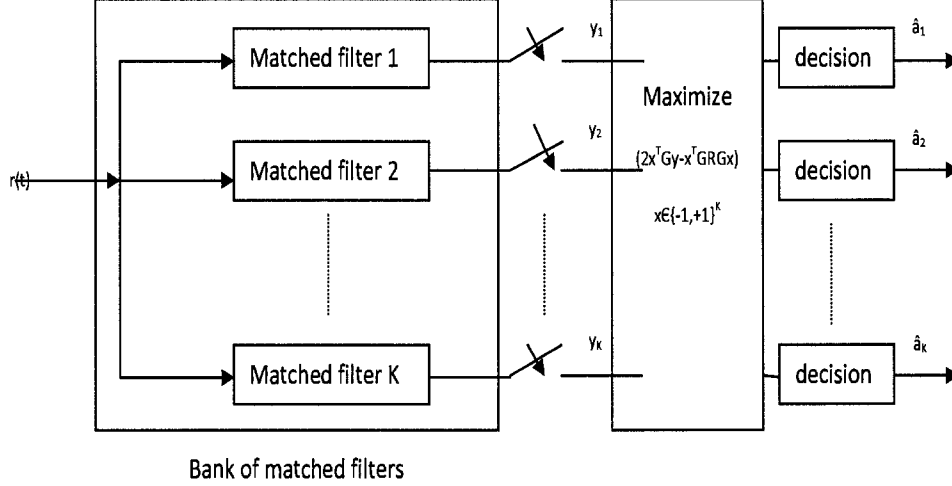 Matched filter 1
y₁
decision
â₁
Maximize
Matched filter 2
y₂
(2xᵀGy-xᵀGRGx)
decision
â₂
r(t)
xЄ{-1,+1}ᴷ
Matched filter K
yₖ
decision
âₖ
Bank of matched filters